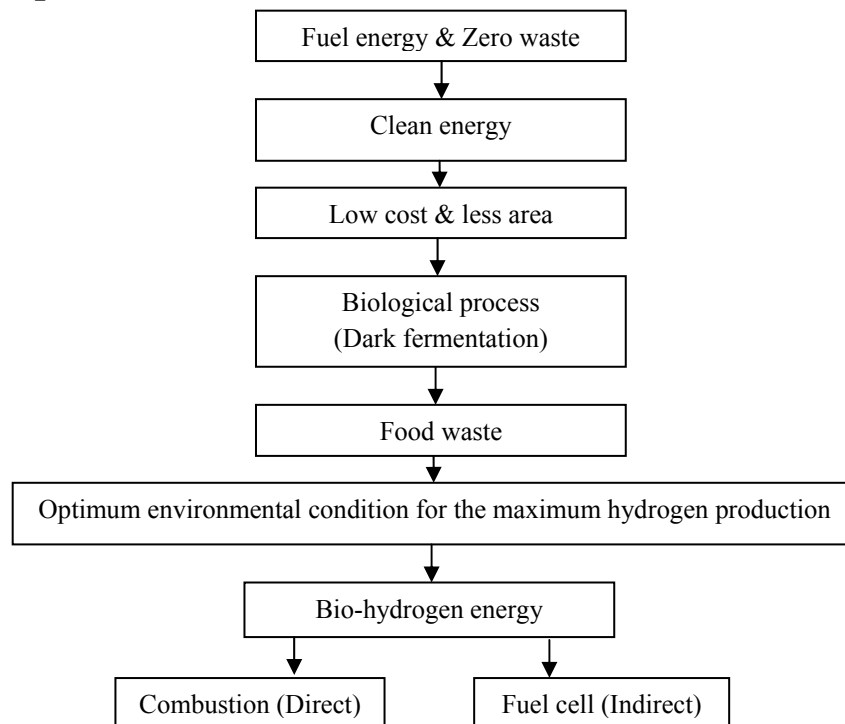 Fuel energy & Zero waste
Clean energy
Low cost & less area
Biological process
(Dark fermentation)
Food waste
Optimum environmental condition for the maximum hydrogen production
Bio-hydrogen energy
Combustion (Direct)
Fuel cell (Indirect)